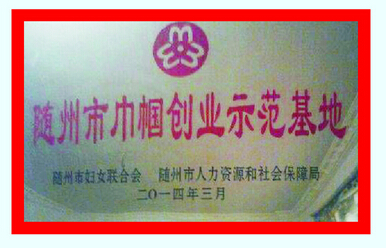 随州市巾帼创业示范基地
随州市妇女联合会 随州市人力资源和社会保障局
二〇一四年三月